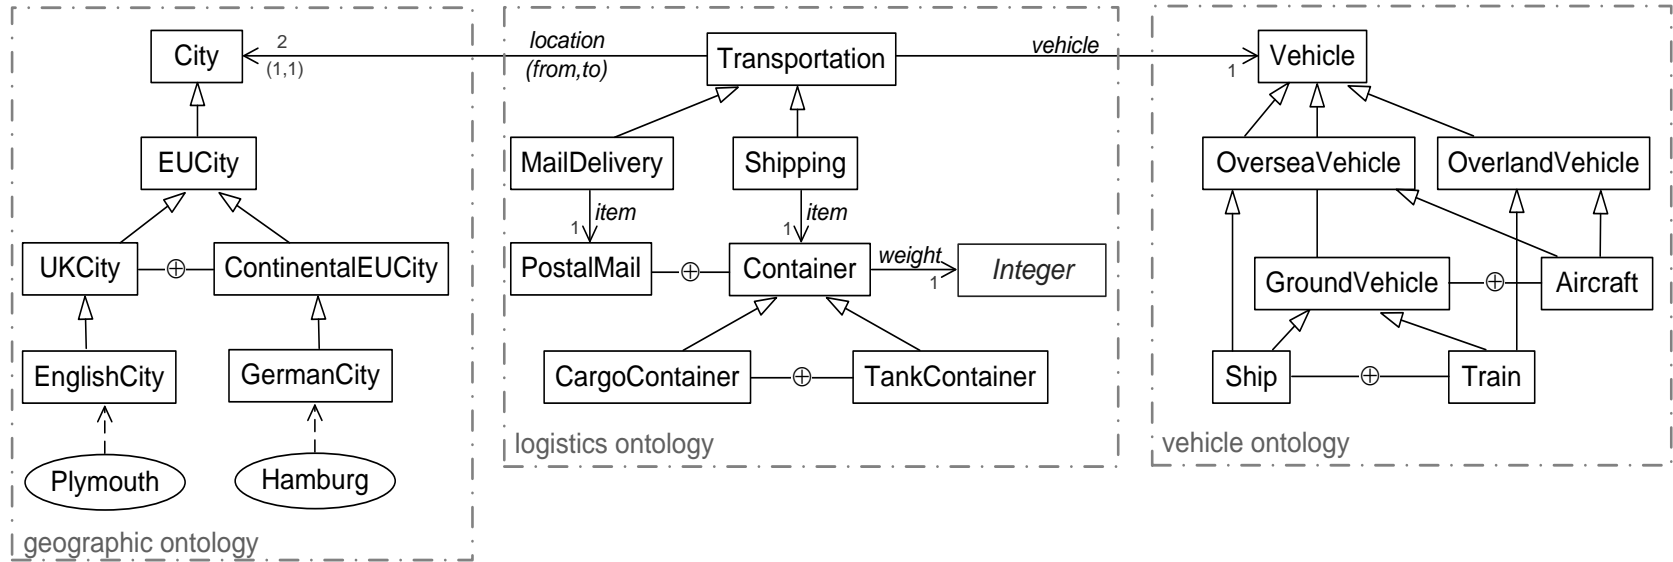 City
2
(1,1)
location
(from,to)
Transportation
vehicle
1
Vehicle
EUCity
MailDelivery
Shipping
OverseaVehicle
OverlandVehicle
item
1
item
1
UKCity
⊕
ContinentalEUCity
PostalMail
⊕
Container
weight
1
Integer
GroundVehicle
⊕
Aircraft
EnglishCity
GermanCity
CargoContainer
⊕
TankContainer
Ship
⊕
Train
Plymouth
Hamburg
logistics ontology
vehicle ontology
geographic ontology